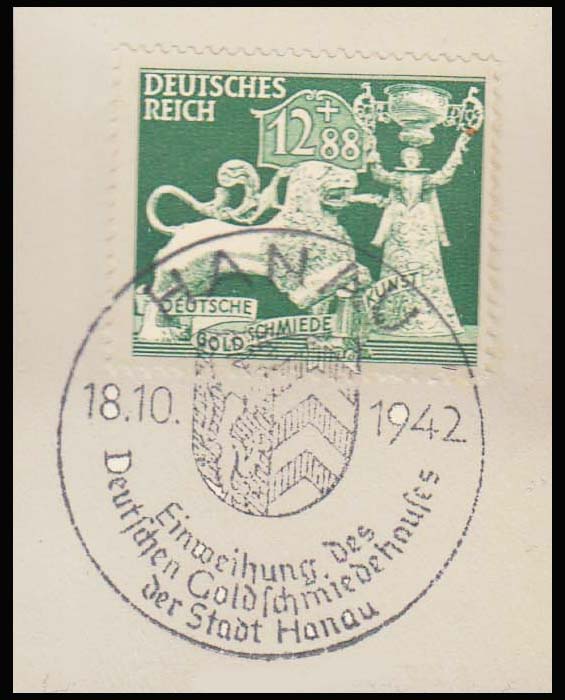 DEUTSCHES
REICH
12+88
DEUTSCHE
GOLDSCHMIEDE
KUNST
HANAU
18.10. 1942
Einweihung des
Deutſchen Goldſchmiedehauſes
der Stadt Hanau